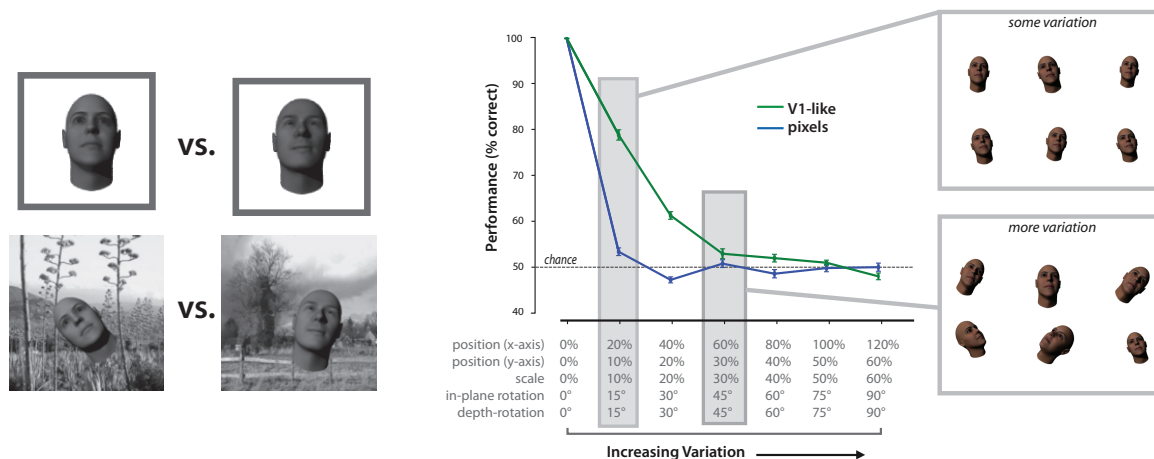 vs.
vs.
Performance (% correct)
100
90
80
70
60
50
40
chance
V1-like
pixels
position (x-axis) 0% 20% 40% 60% 80% 100% 120%
position (y-axis) 0% 10% 20% 30% 40% 50% 60%
scale 0% 10% 20% 30% 40% 50% 60%
in-plane rotation 0° 15° 30° 45° 60° 75° 90°
depth-rotation 0° 15° 30° 45° 60° 75° 90°
Increasing Variation
some variation
more variation